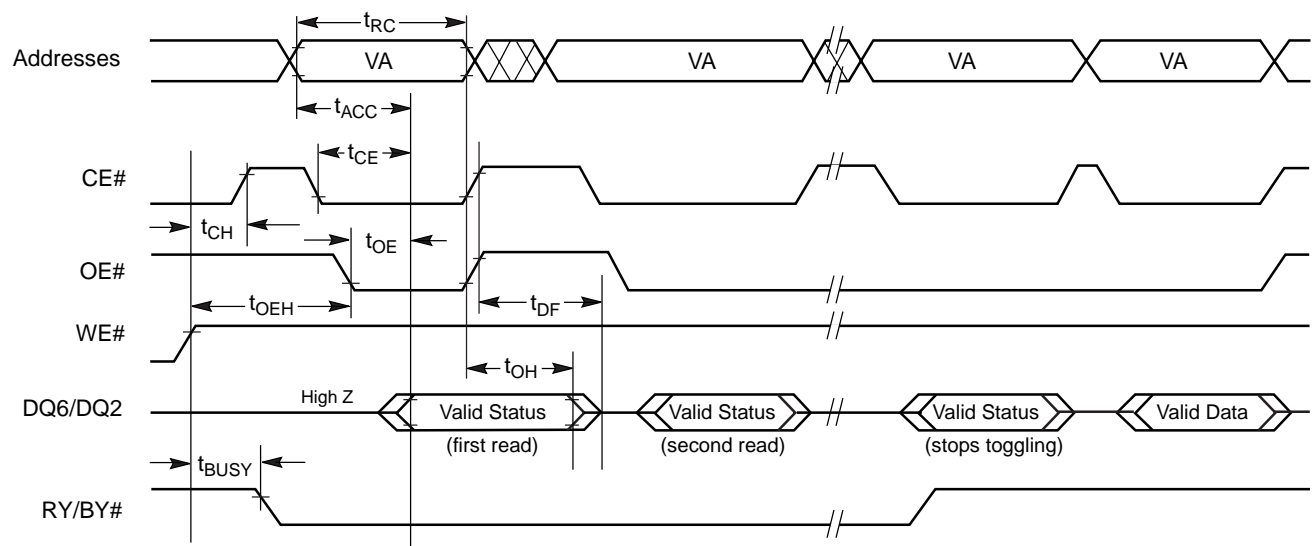 tRC
Addresses VA VA VA VA
tACC
tCE
CE#
tCH
tOE
OE#
tOEH
tDF
WE#
tOH
High Z
DQ6/DQ2 Valid Status Valid Status Valid Status Valid Data
(first read) (second read) (stops toggling)
tBUSY
RY/BY#